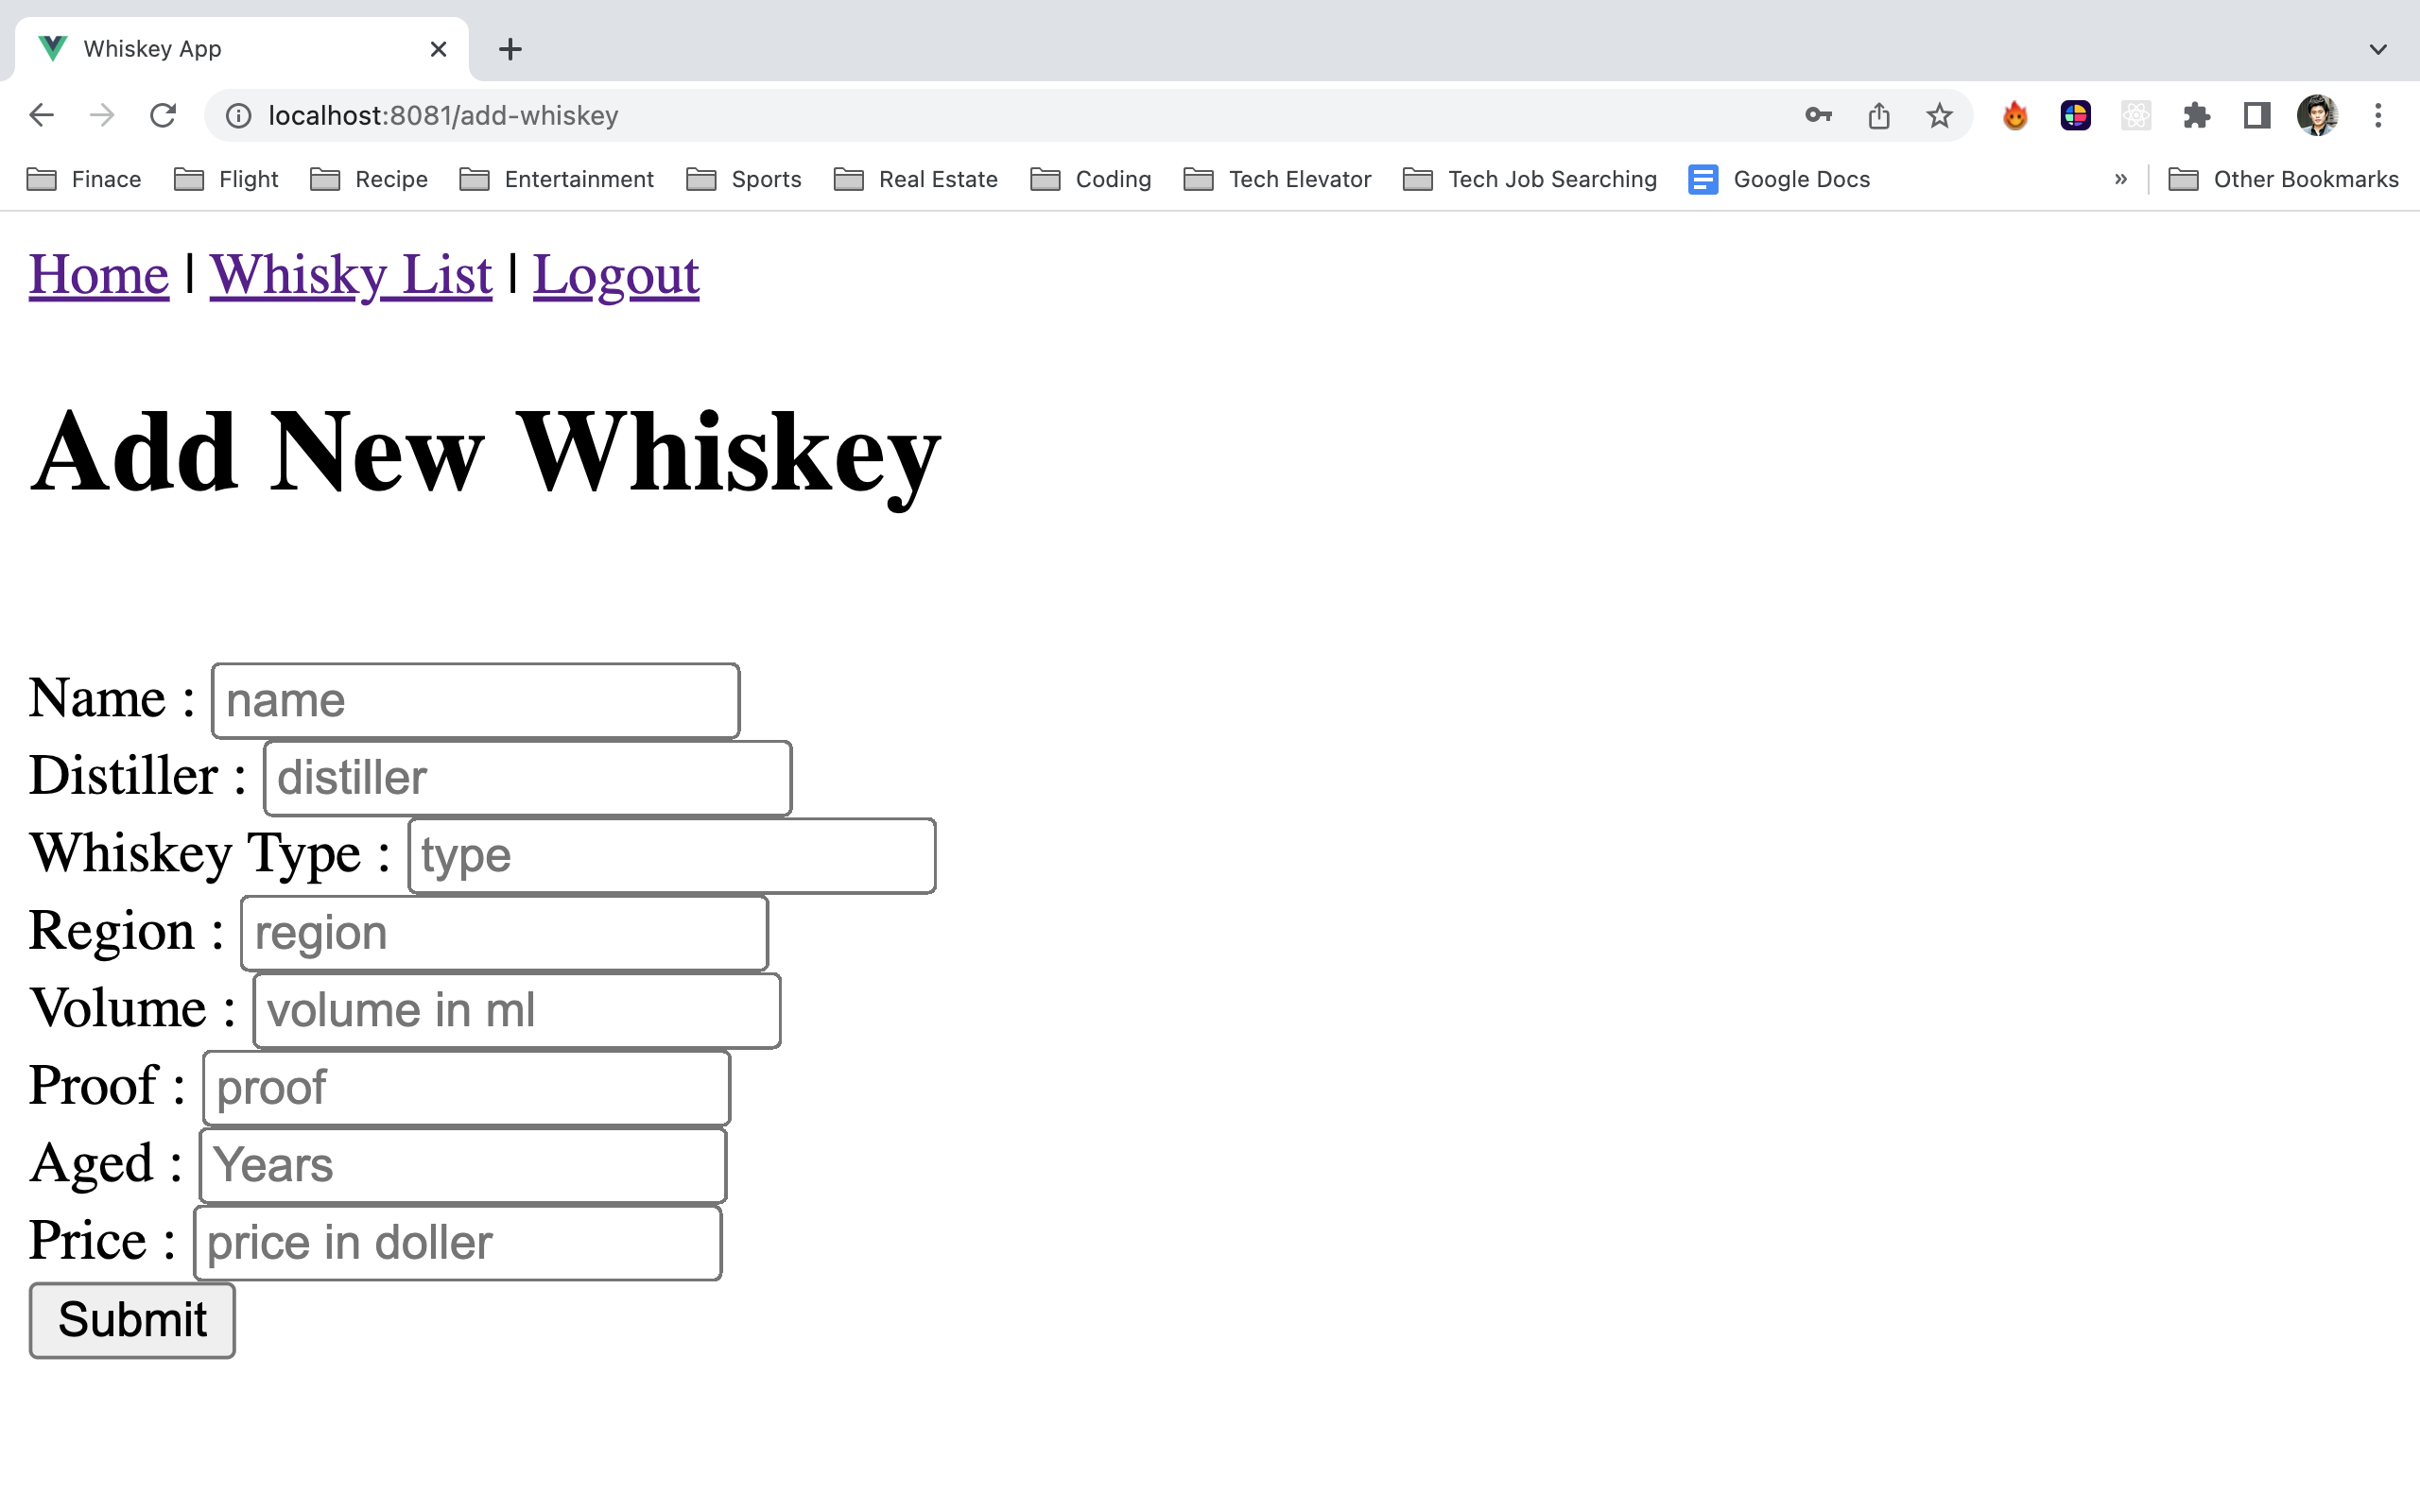 Whiskey App
localhost:8081/add-whiskey
Finace Flight Recipe Entertainment Sports Real Estate Coding Tech Elevator Tech Job Searching Google Docs » Other Bookmarks
Home | Whisky List | Logout
Add New Whiskey
Name : name
Distiller : distiller
Whiskey Type : type
Region : region
Volume : volume in ml
Proof : proof
Aged : Years
Price : price in doller
Submit